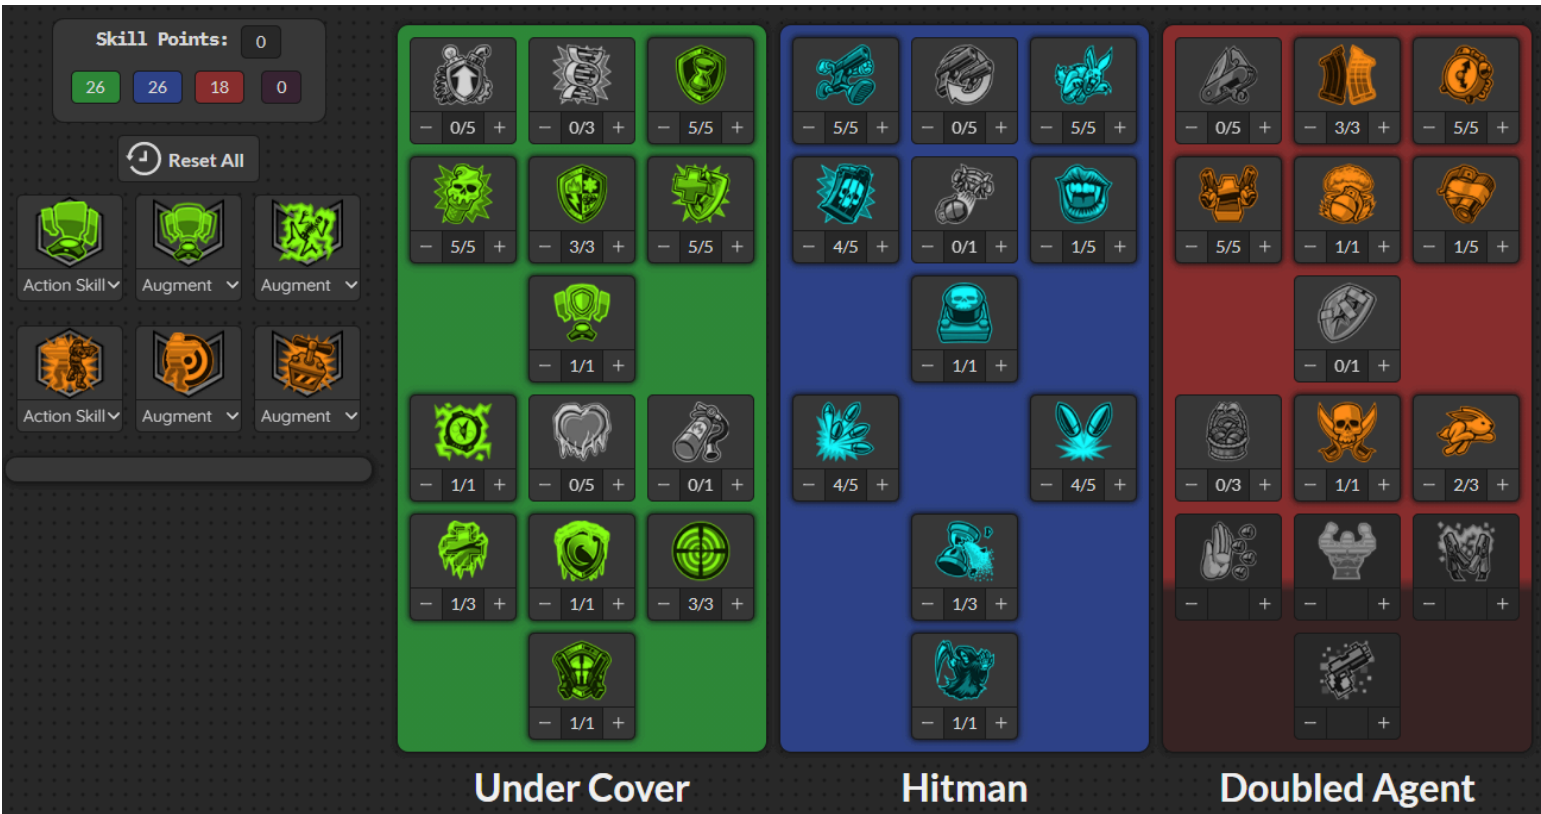 Skill Points: 0
26 26 18 0
Reset All
Action Skill Augment Augment
Action Skill Augment Augment
− 0/5 + − 0/3 + − 5/5 + − 5/5 + − 0/5 + − 5/5 + − 0/5 + − 3/3 + − 5/5 +
− 5/5 + − 3/3 + − 5/5 + − 4/5 + − 0/1 + − 1/5 + − 5/5 + − 1/1 + − 1/5 +
− 1/1 + − 1/1 + − 0/1 +
− 1/1 + − 0/5 + − 0/1 + − 4/5 + − 4/5 + − 0/3 + − 1/1 + − 2/3 +
− 1/3 + − 1/1 + − 3/3 + − 1/3 + − + − + − +
− 1/1 + − 1/1 + − +
Under Cover Hitman Doubled Agent